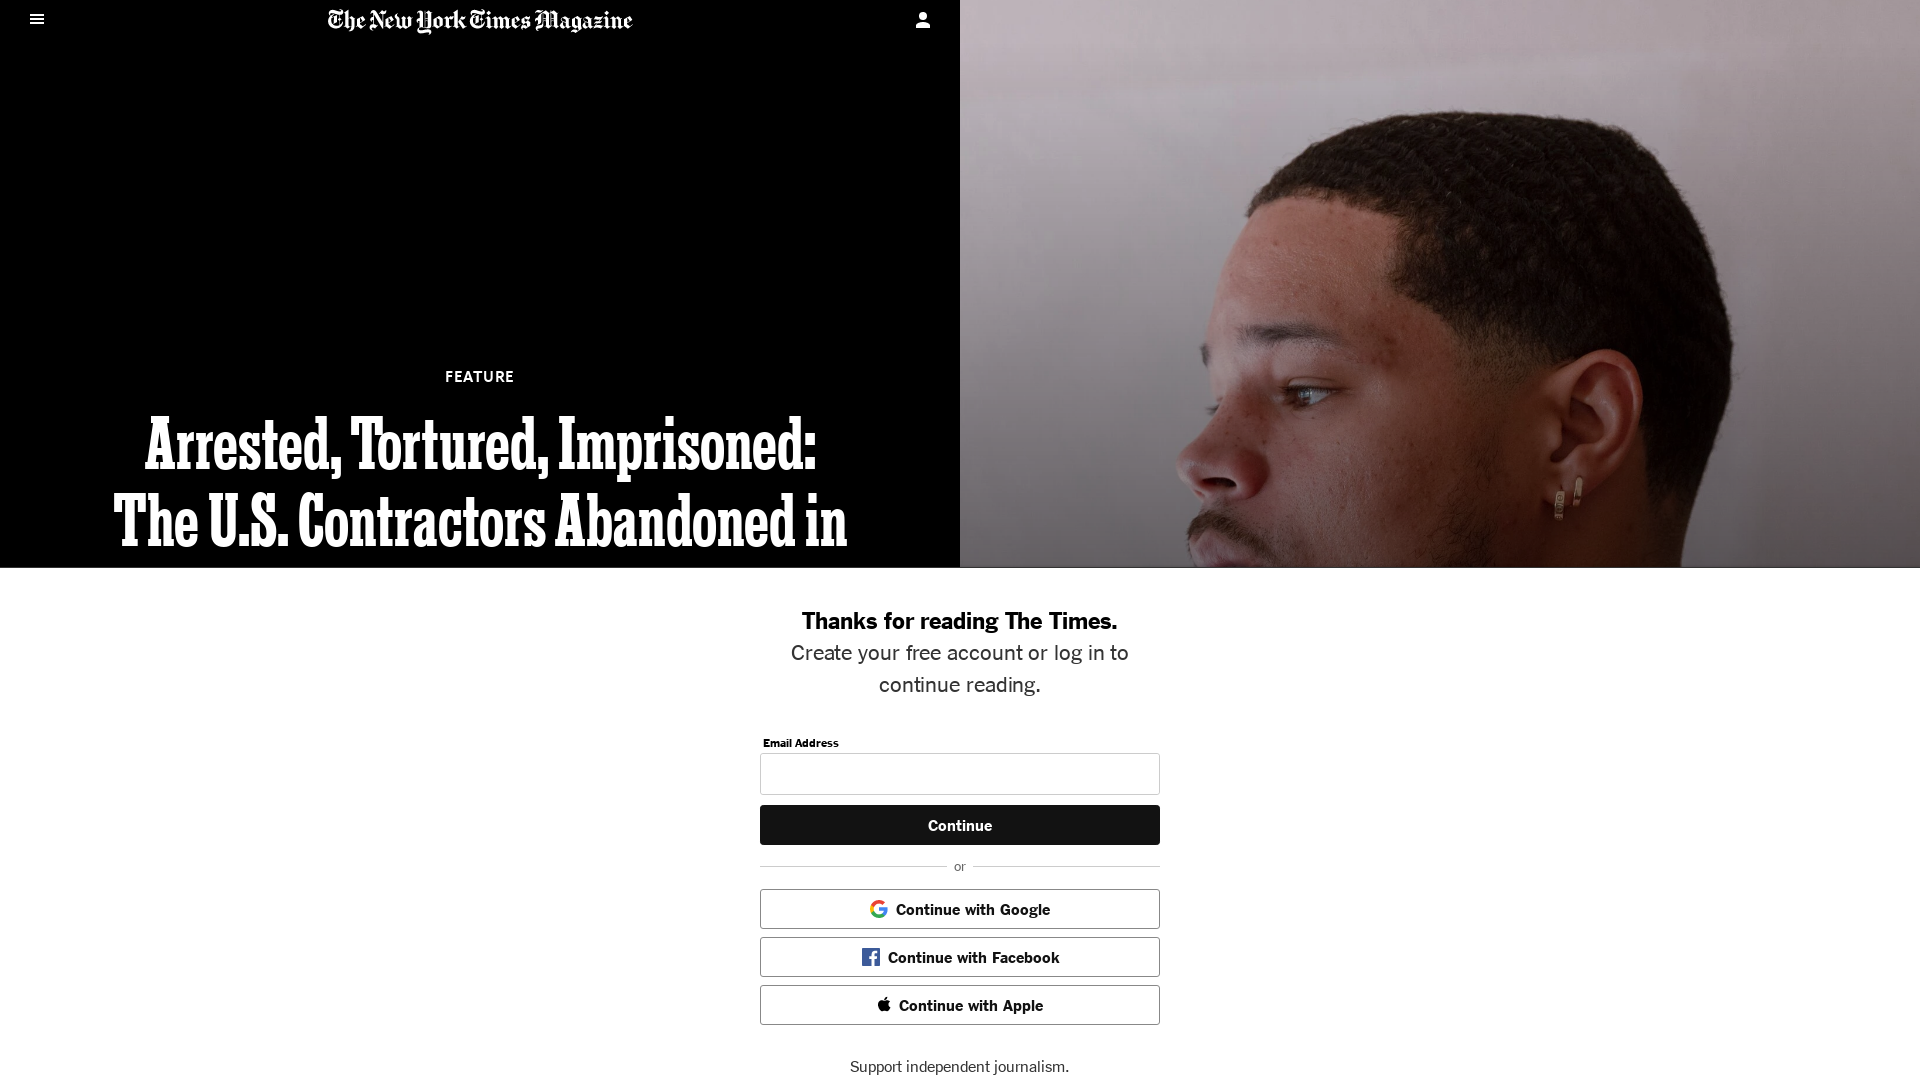 The New York Times Magazine
FEATURE
Arrested, Tortured, Imprisoned:
The U.S. Contractors Abandoned in
Thanks for reading The Times.
Create your free account or log in to
continue reading.
Email Address
Continue
or
Continue with Google
Continue with Facebook
Continue with Apple
Support independent journalism.